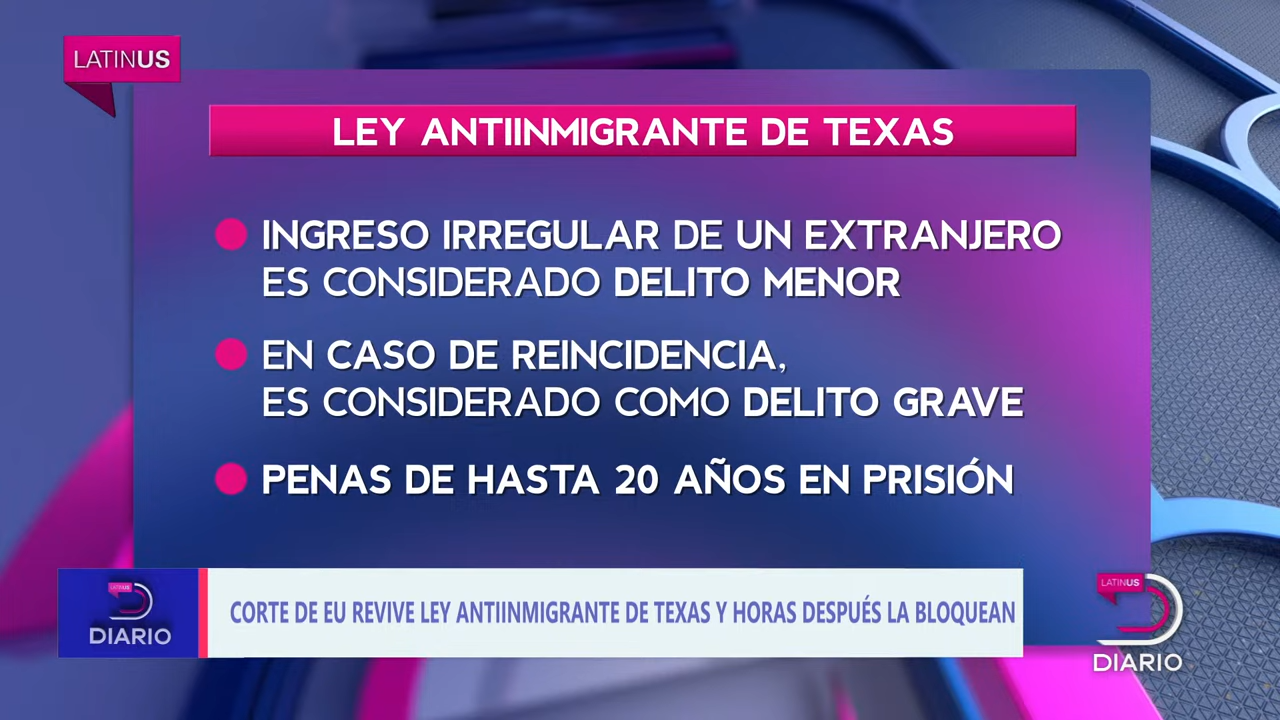 LATINUS
LEY ANTIINMIGRANTE DE TEXAS
INGRESO IRREGULAR DE UN EXTRANJERO
ES CONSIDERADO DELITO MENOR
EN CASO DE REINCIDENCIA,
ES CONSIDERADO COMO DELITO GRAVE
PENAS DE HASTA 20 AÑOS EN PRISIÓN
LATINUS
DIARIO
CORTE DE EU REVIVE LEY ANTIINMIGRANTE DE TEXAS Y HORAS DESPUÉS LA BLOQUEAN
LATINUS
DIARIO